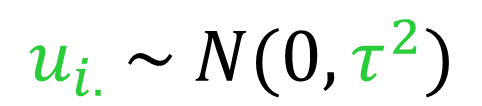 u_{i.} ~ N(0, τ²)